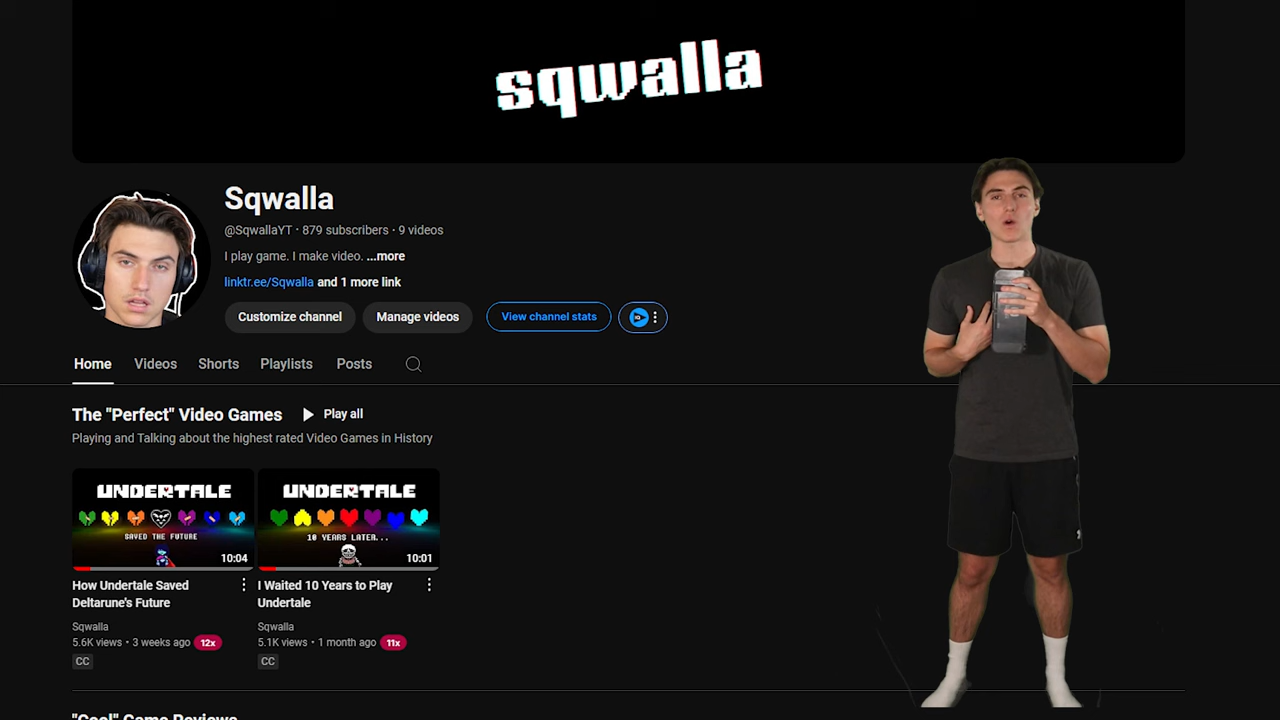 sqwalla
Sqwalla
@SqwallaYT · 879 subscribers · 9 videos
I play game. I make video. ...more
linktr.ee/Sqwalla and 1 more link
Customize channel
Manage videos
View channel stats
IQ
Home
Videos
Shorts
Playlists
Posts
The "Perfect" Video Games
Play all
Playing and Talking about the highest rated Video Games in History
UNDERTALE
SAVED THE FUTURE
10:04
How Undertale Saved
Deltarune's Future
Sqwalla
5.6K views · 3 weeks ago 12x
CC
UNDERTALE
10 YEARS LATER...
10:01
I Waited 10 Years to Play
Undertale
Sqwalla
5.1K views · 1 month ago 11x
CC
"Cool" Game Reviews